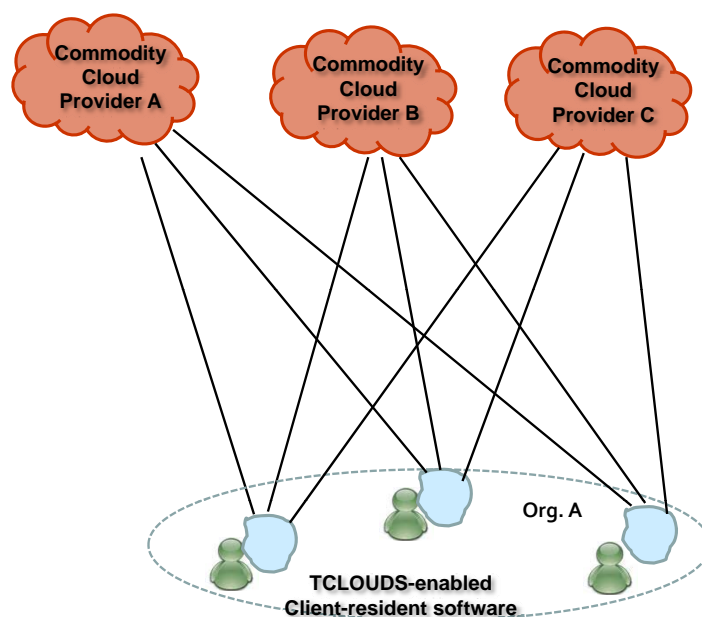 Commodity
Cloud
Provider A
Commodity
Cloud
Provider B
Commodity
Cloud
Provider C
Org. A
TCLOUDS-enabled
Client-resident software